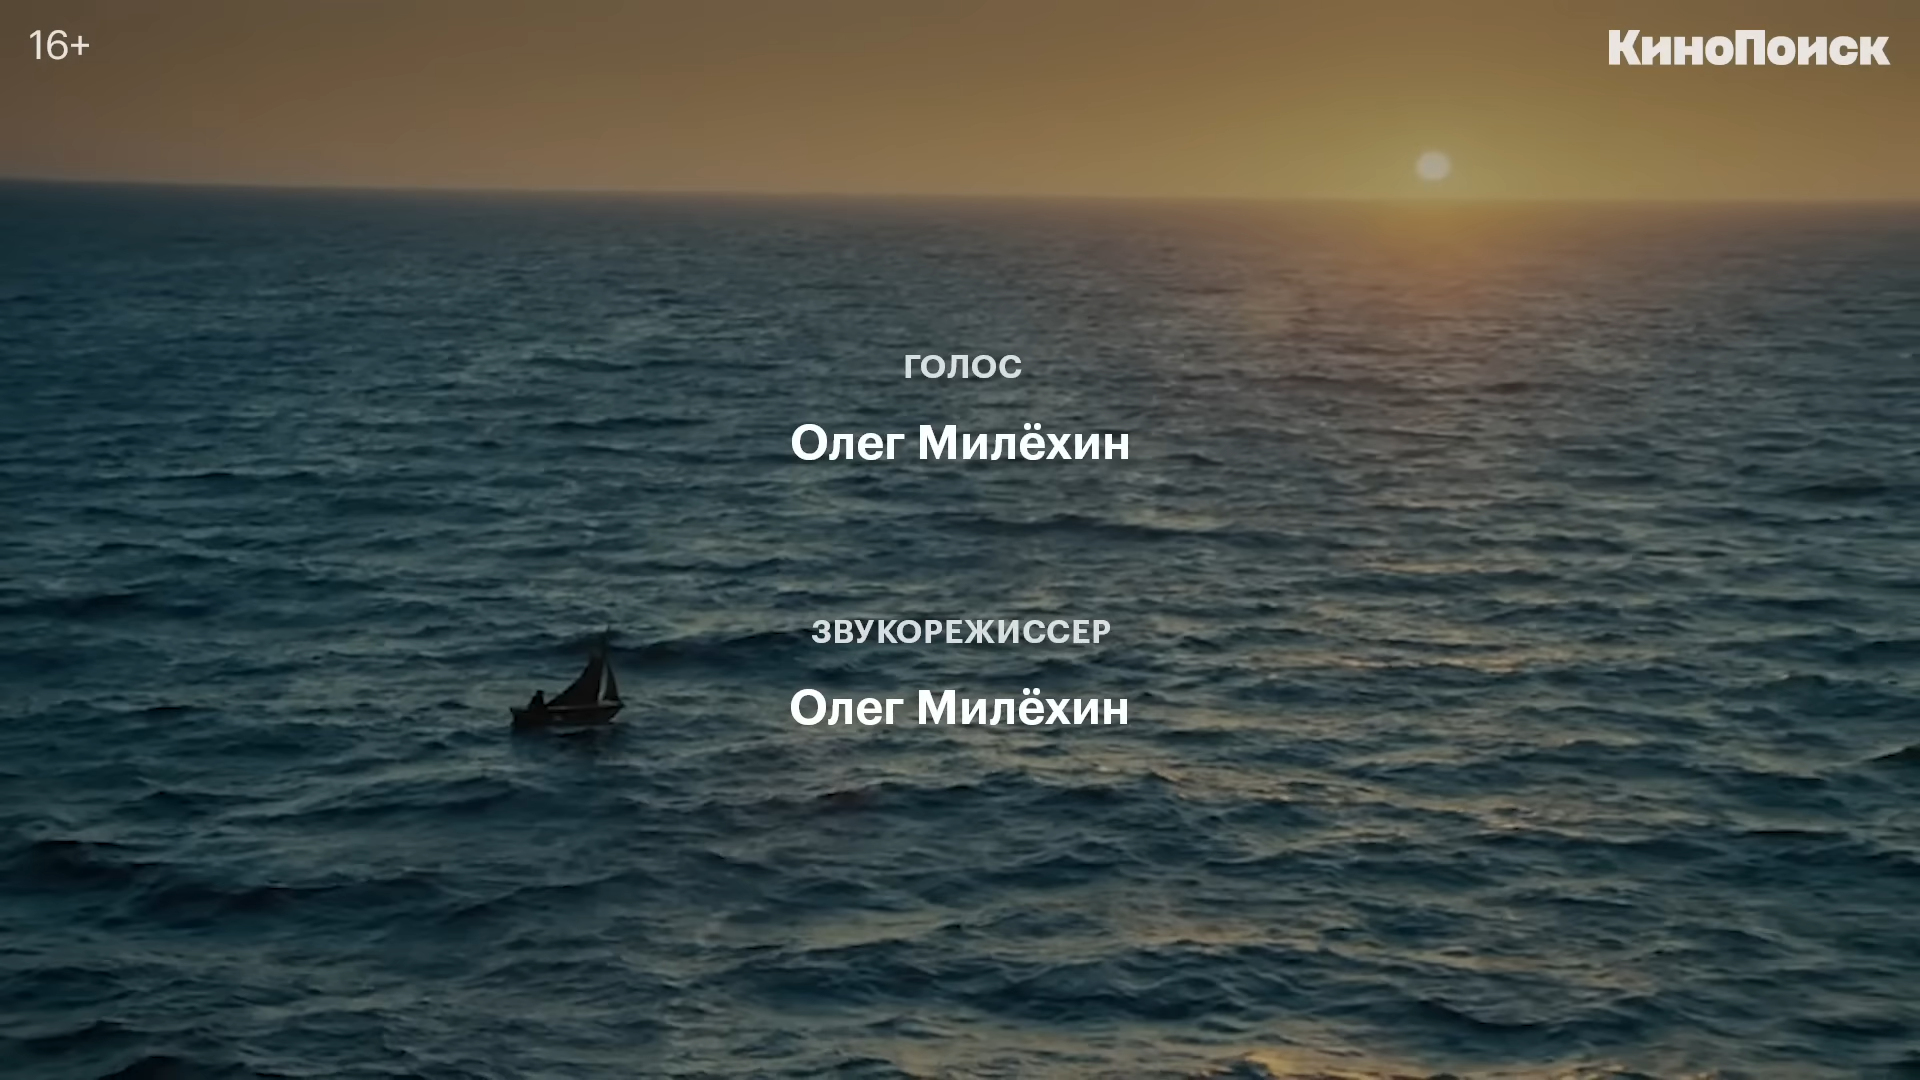 16+
КиноПоиск
ГОЛОС
Олег Милёхин
ЗВУКОРЕЖИССЕР
Олег Милёхин